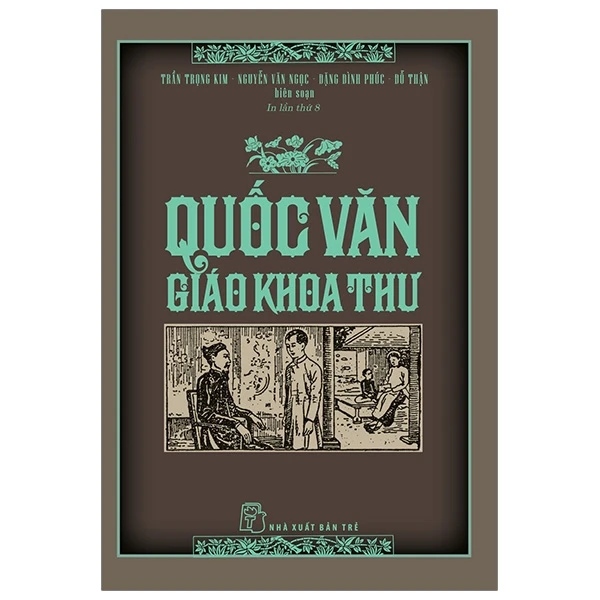 TRẦN TRỌNG KIM · NGUYỄN VĂN NGỌC · ĐẶNG ĐÌNH PHÚC · ĐỖ THẬN
biên soạn
In lần thứ 8
QUỐC VĂN
GIÁO KHOA THƯ
NHÀ XUẤT BẢN TRẺ